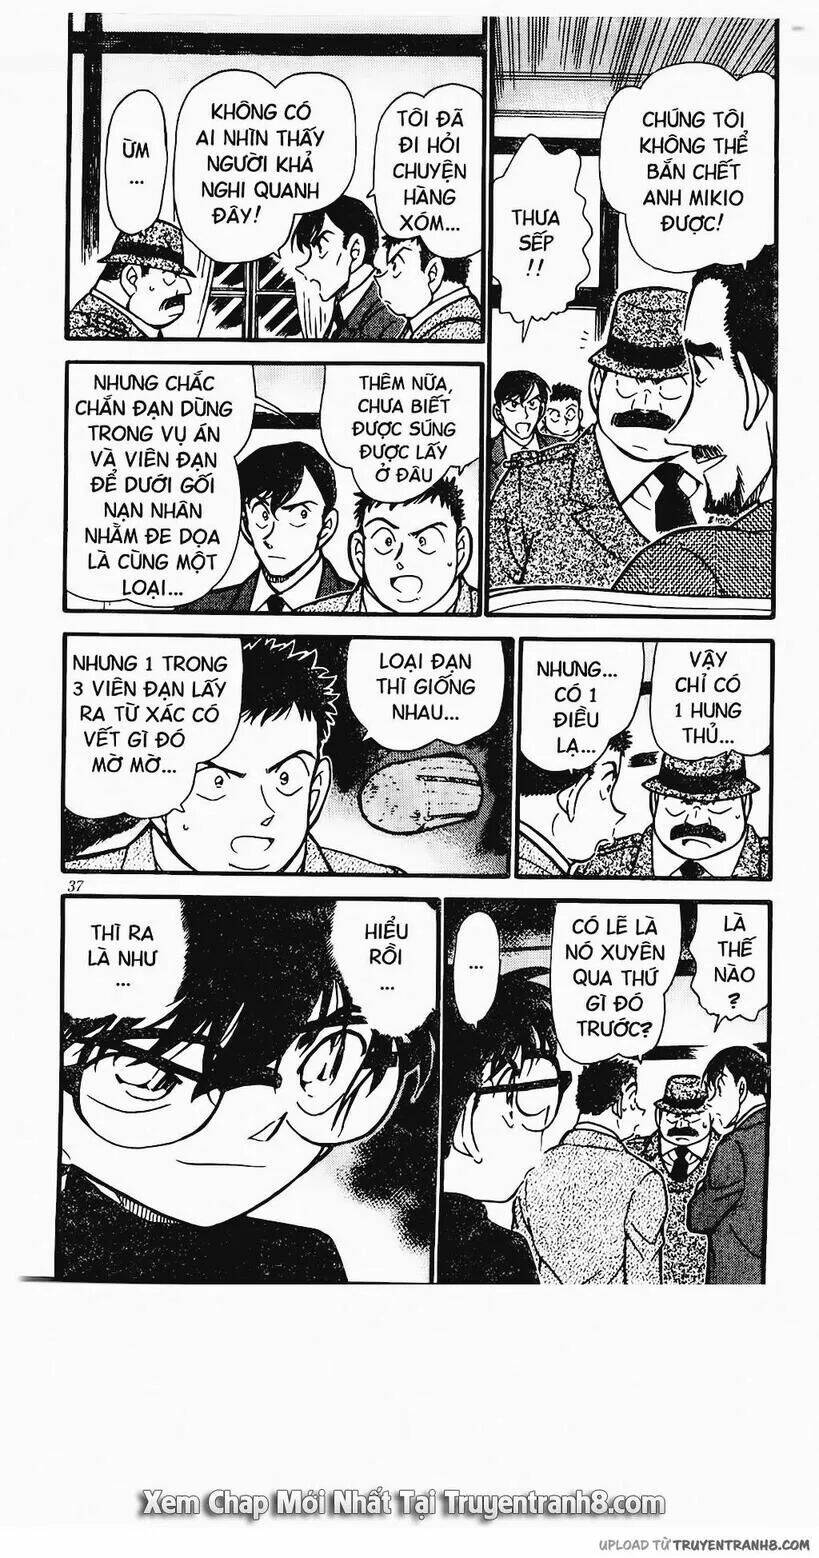 CHÚNG TÔI
KHÔNG THỂ
BẮN CHẾT
ANH MIKIO
ĐƯỢC!
THƯA
SẾP
!!
TÔI ĐÃ
ĐI HỎI
CHUYỆN
HÀNG
XÓM...
KHÔNG CÓ
AI NHÌN THẤY
NGƯỜI KHẢ
NGHI QUANH
ĐÂY!
ỪM
...
THÊM NỮA,
CHƯA BIẾT
ĐƯỢC SÚNG
ĐƯỢC LẤY
Ở ĐÂU
NHƯNG CHẮC
CHẮN ĐẠN DÙNG
TRONG VỤ ÁN
VÀ VIÊN ĐẠN
ĐỂ DƯỚI GỐI
NẠN NHÂN
NHẰM ĐE DỌA
LÀ CÙNG MỘT
LOẠI...
VẬY
CHỈ CÓ
1 HUNG
THỦ...
NHƯNG...
CÓ 1
ĐIỀU
LẠ...
LOẠI ĐẠN
THÌ GIỐNG
NHAU...
NHƯNG 1 TRONG
3 VIÊN ĐẠN LẤY
RA TỪ XÁC CÓ
VẾT GÌ ĐÓ
MỜ MỜ...
37
LÀ
THẾ
NÀO
?
CÓ LẼ LÀ
NÓ XUYÊN
QUA THỨ
GÌ ĐÓ
TRƯỚC?
...
HIỂU
RỒI
...
THÌ RA
LÀ NHƯ
...
Xem Chap Mới Nhất Tại Truyentranh8.com
UPLOAD TỪ TRUYENTRANH8.COM